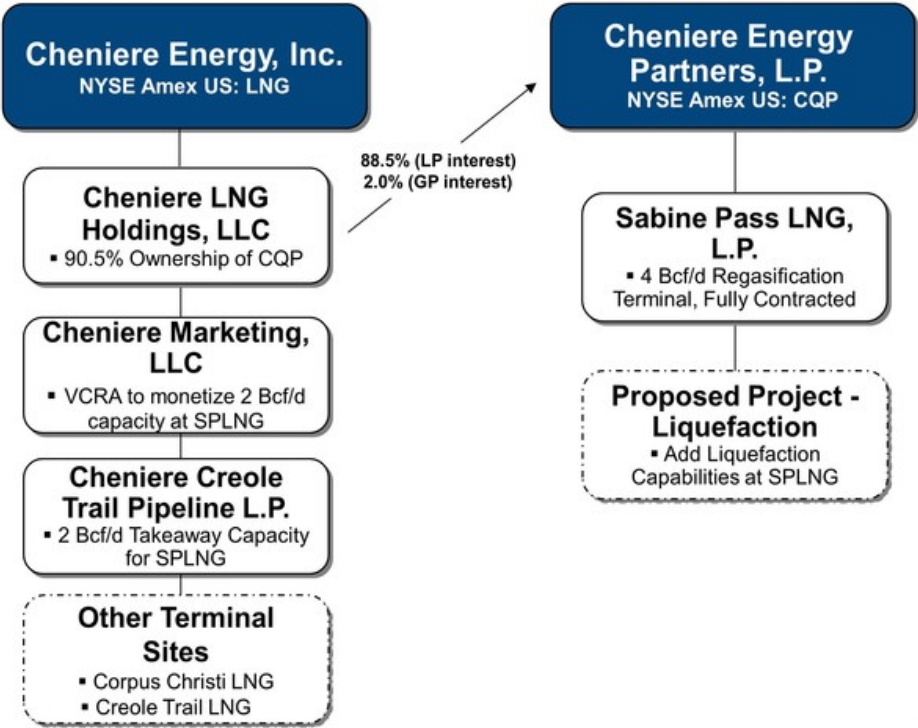 Cheniere Energy, Inc.
NYSE Amex US: LNG
Cheniere LNG
Holdings, LLC
▪ 90.5% Ownership of CQP
Cheniere Marketing,
LLC
▪ VCRA to monetize 2 Bcf/d
capacity at SPLNG
Cheniere Creole
Trail Pipeline L.P.
▪ 2 Bcf/d Takeaway Capacity
for SPLNG
Other Terminal
Sites
▪ Corpus Christi LNG
▪ Creole Trail LNG
88.5% (LP interest)
2.0% (GP interest)
Cheniere Energy
Partners, L.P.
NYSE Amex US: CQP
Sabine Pass LNG,
L.P.
▪ 4 Bcf/d Regasification
Terminal, Fully Contracted
Proposed Project -
Liquefaction
▪ Add Liquefaction
Capabilities at SPLNG